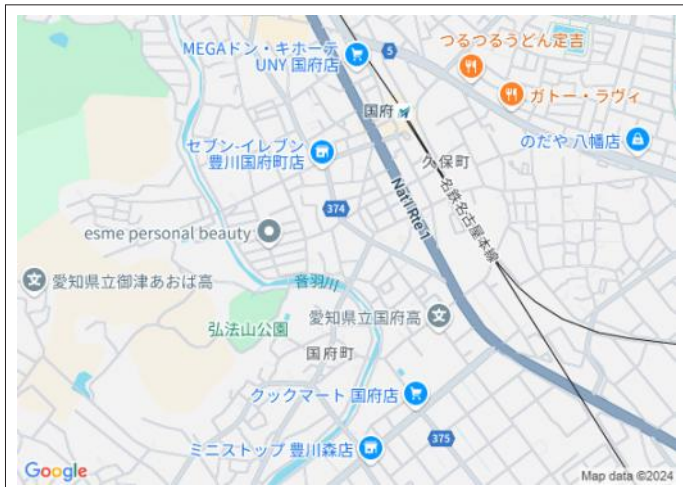 MEGAドン・キホーテ
UNY 国府店
5
つるつるうどん定吉
ガトー・ラヴィ
国府
のだや 八幡店
セブン-イレブン
豊川国府町店
久保町
374
Nat'l Rte 1
名鉄名古屋本線
esme personal beauty
愛知県立御津あおば高
音羽川
弘法山公園
愛知県立国府高
国府町
クックマート 国府店
375
ミニストップ 豊川森店
Google
Map data ©2024